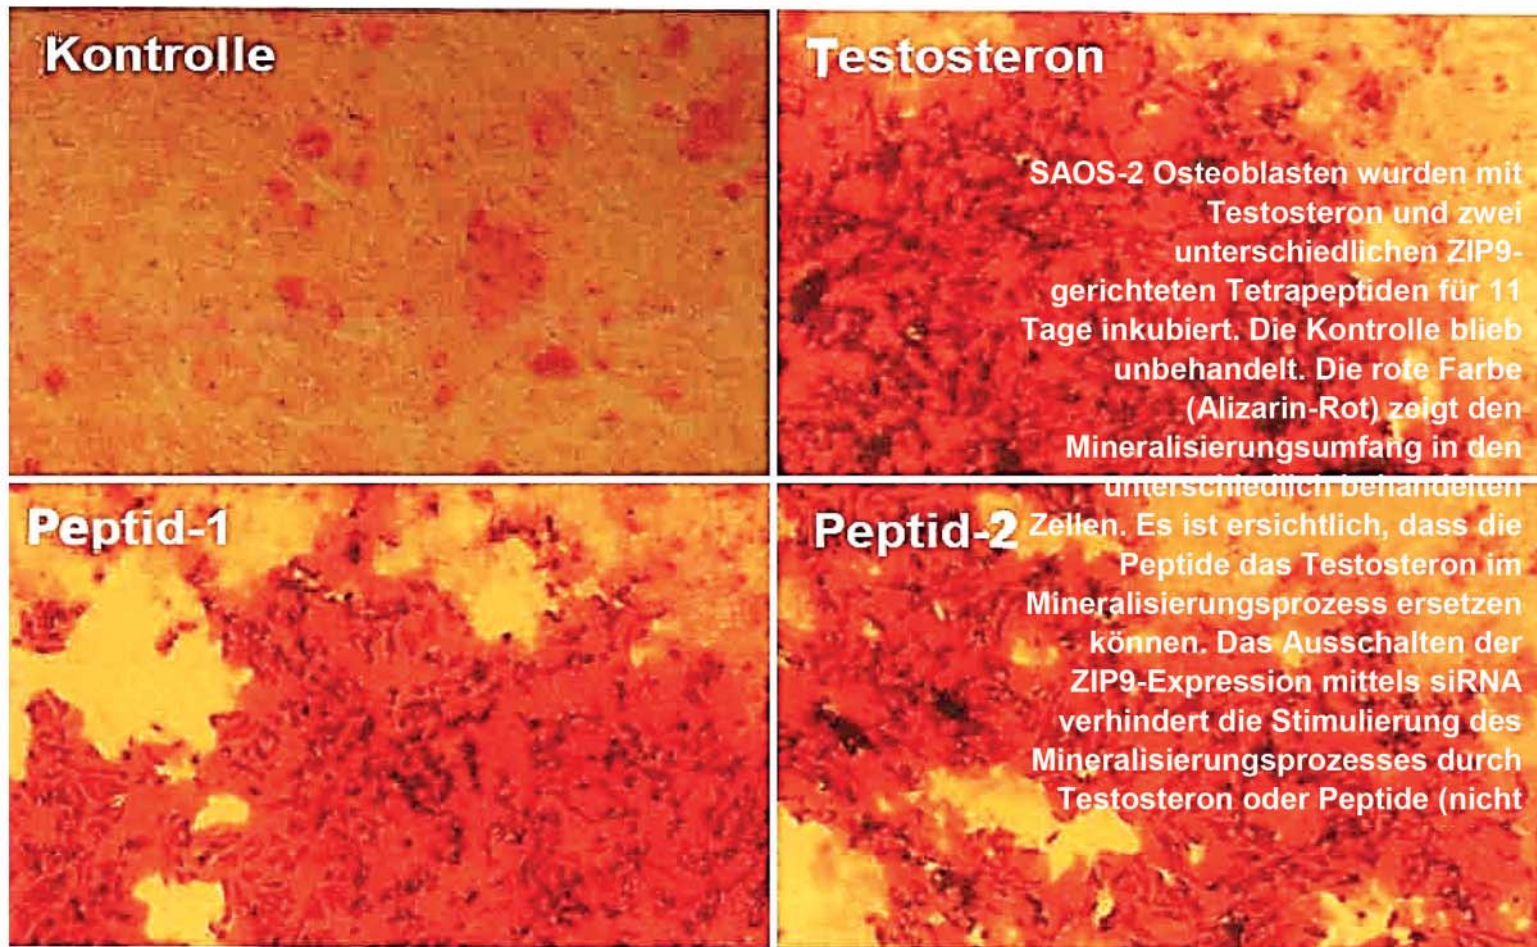 Kontrolle
Testosteron
SAOS-2 Osteoblasten wurden mit
Testosteron und zwei
unterschiedlichen ZIP9-
gerichteten Tetrapeptiden für 11
Tage inkubiert. Die Kontrolle blieb
unbehandelt. Die rote Farbe
(Alizarin-Rot) zeigt den
Mineralisierungsumfang in den
unterschiedlich behandelten
Zellen. Es ist ersichtlich, dass die
Peptide das Testosteron im
Mineralisierungsprozess ersetzen
können. Das Ausschalten der
ZIP9-Expression mittels siRNA
verhindert die Stimulierung des
Mineralisierungsprozesses durch
Testosteron oder Peptide (nicht
Peptid-1
Peptid-2